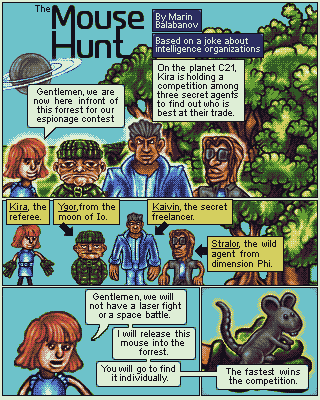 The Mouse
Hunt
By Marin
Balabanov
Based on a joke about
intelligence organizations
Gentlemen, we are
now here infront of
this forest for our
espionage contest
On the planet C21,
Kira is holding a
competition among
three secret agents
to find out who is
best at their trade.
Kira, the
referee.
Ygor,from the
moon of Io.
Kaivin, the secret
freelancer.
Stralor, the wild
agent from
dimension Phi.
Gentlemen, we will
not have a laser fight
or a space battle.
I will release this
mouse into the
forrest.
You will go to find
it individually.
The fastest wins
the competition.